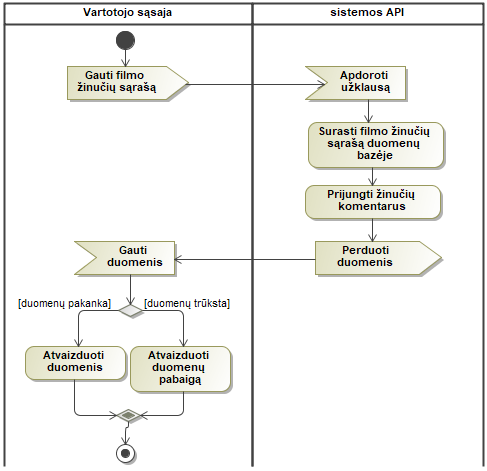 Vartotojo sąsaja
sistemos API
Gauti filmo
žinučių sąrašą
Apdoroti
užklausą
Surasti filmo žinučių
sąrašą duomenų
bazėje
Prijungti žinučių
komentarus
Gauti
duomenis
Perduoti
duomenis
[duomenų pakanka]
[duomenų trūksta]
Atvaizduoti
duomenis
Atvaizduoti
duomenų
pabaigą